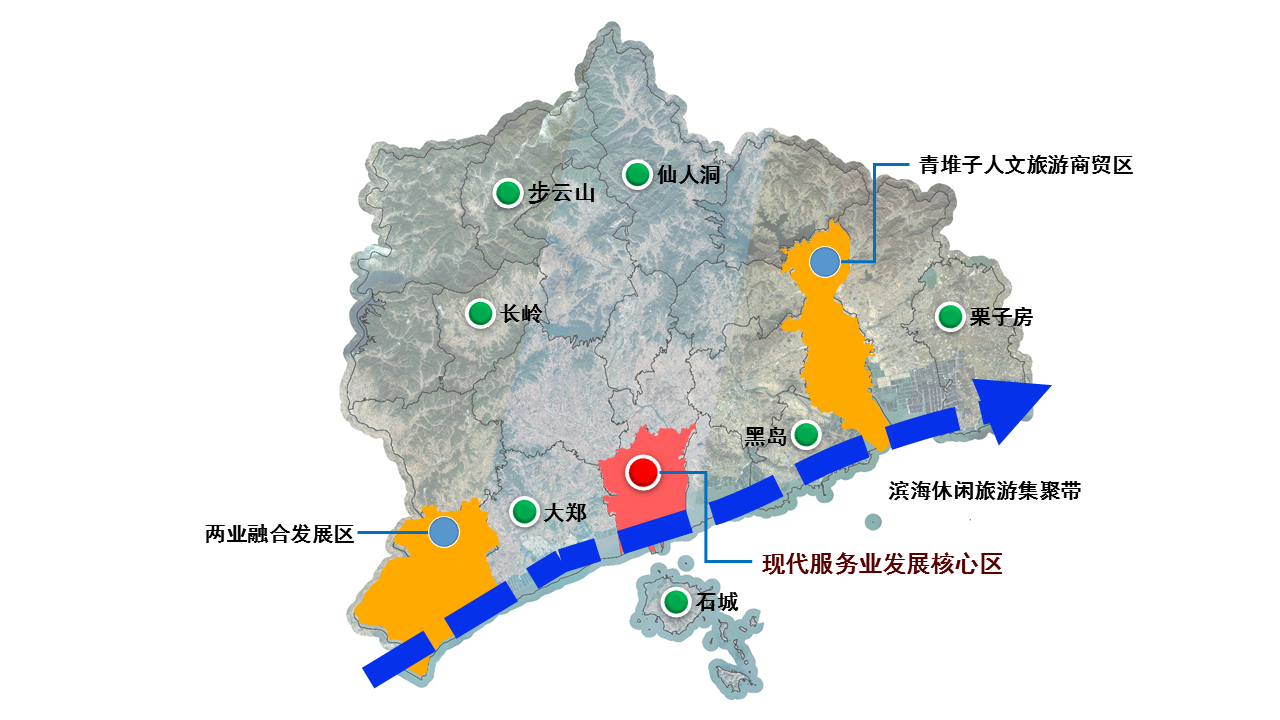 青堆子人文旅游商贸区
仙人洞
步云山
长岭
栗子房
黑岛
滨海休闲旅游集聚带
大郑
两业融合发展区
现代服务业发展核心区
石城